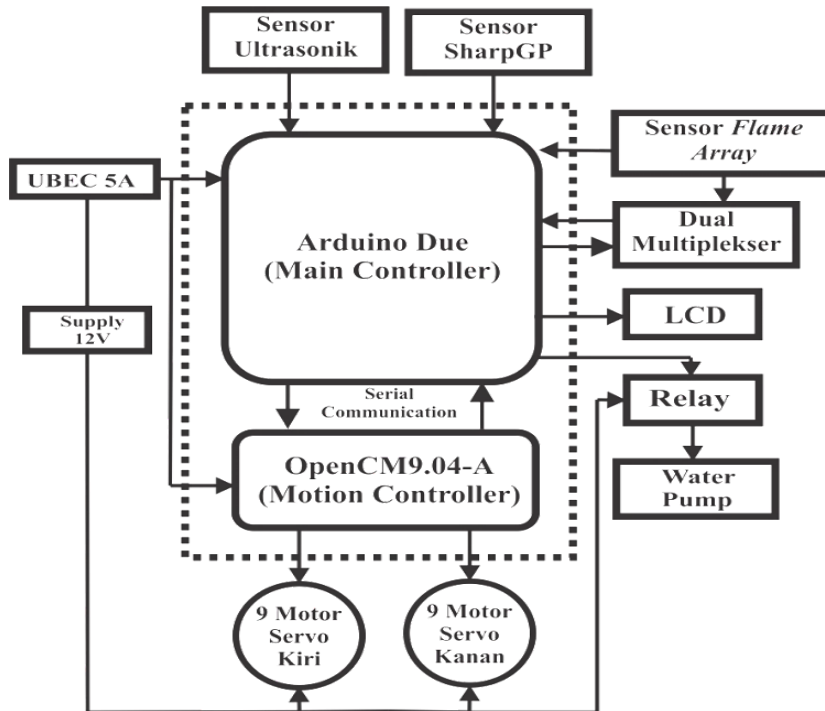 Sensor
Ultrasonik
Sensor
SharpGP
Sensor Flame
Array
UBEC 5A
Dual
Multiplekser
Arduino Due
(Main Controller)
Supply
12V
LCD
Serial
Communication
Relay
OpenCM9.04-A
(Motion Controller)
Water
Pump
9 Motor
Servo
Kiri
9 Motor
Servo
Kanan